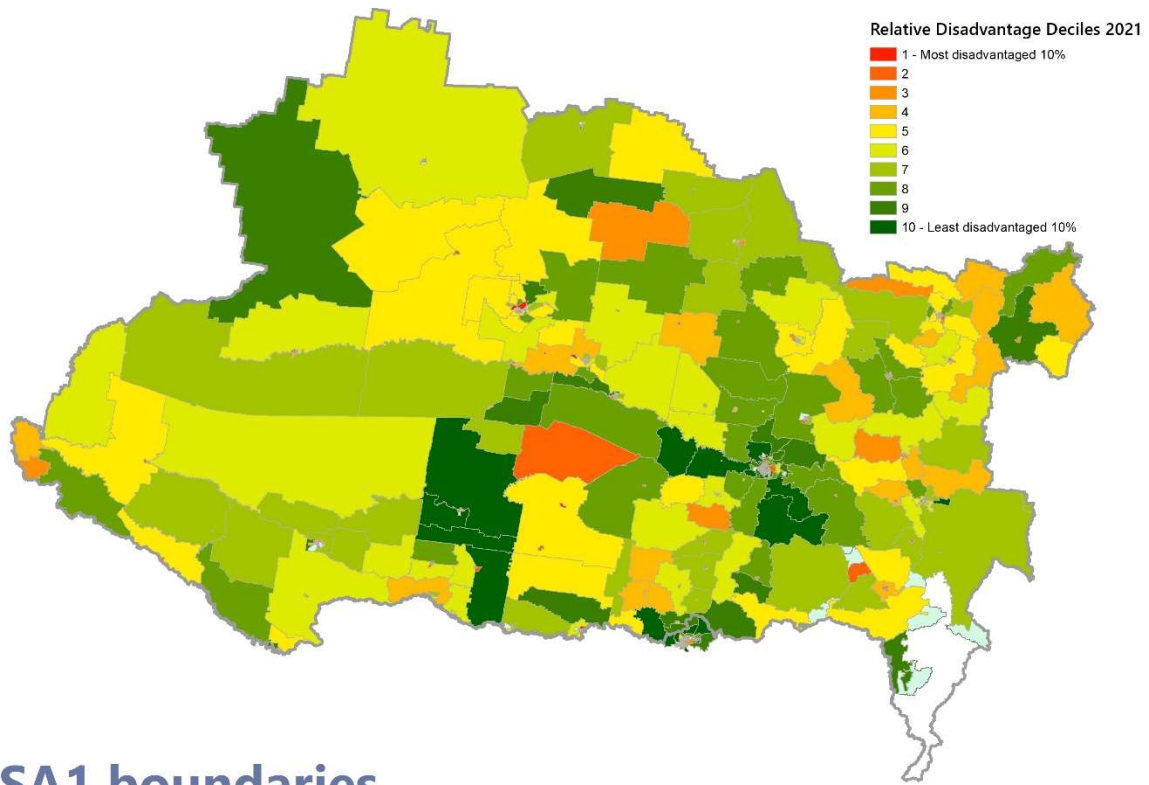 Relative Disadvantage Deciles 2021
1 - Most disadvantaged 10%
2
3
4
5
6
7
8
9
10 - Least disadvantaged 10%
SA1 boundaries